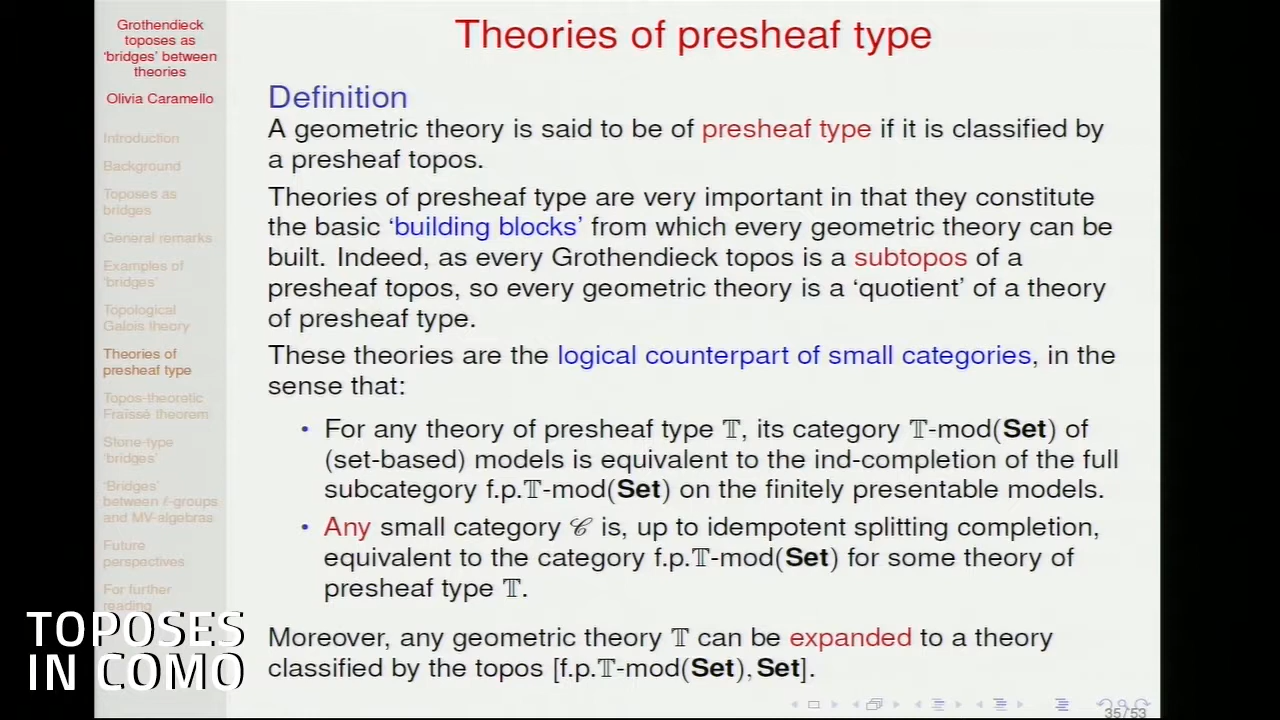 Grothendieck
toposes as
‘bridges’ between
theories
Olivia Caramello
Introduction
Background
Toposes as
bridges
General remarks
Examples of
‘bridges’
Topological
Galois theory
Theories of
presheaf type
Topos-theoretic
Fraïssé theorem
Stone-type
‘bridges’
‘Bridges’
between ℓ-groups
and MV-algebras
Future
perspectives
For further
reading
TOPOSES
IN COMO
Theories of presheaf type
Definition
A geometric theory is said to be of presheaf type if it is classified by
a presheaf topos.
Theories of presheaf type are very important in that they constitute
the basic ‘building blocks’ from which every geometric theory can be
built. Indeed, as every Grothendieck topos is a subtopos of a
presheaf topos, so every geometric theory is a ‘quotient’ of a theory
of presheaf type.
These theories are the logical counterpart of small categories, in the
sense that:
• For any theory of presheaf type 𝕋, its category 𝕋-mod(Set) of
(set-based) models is equivalent to the ind-completion of the full
subcategory f.p.𝕋-mod(Set) on the finitely presentable models.
• Any small category 𝒞 is, up to idempotent splitting completion,
equivalent to the category f.p.𝕋-mod(Set) for some theory of
presheaf type 𝕋.
Moreover, any geometric theory 𝕋 can be expanded to a theory
classified by the topos [f.p.𝕋-mod(Set), Set].
35/53